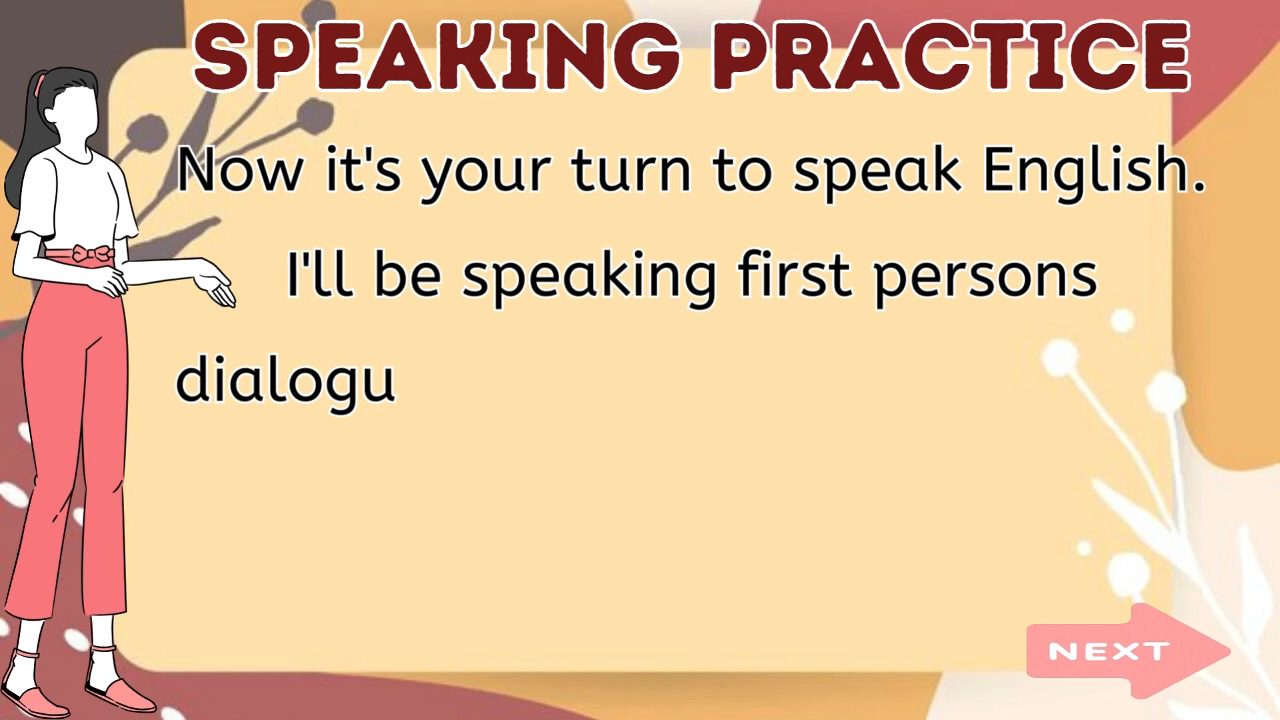 SPEAKING PRACTICE
Now it's your turn to speak English.
I'll be speaking first persons
dialogu
NEXT